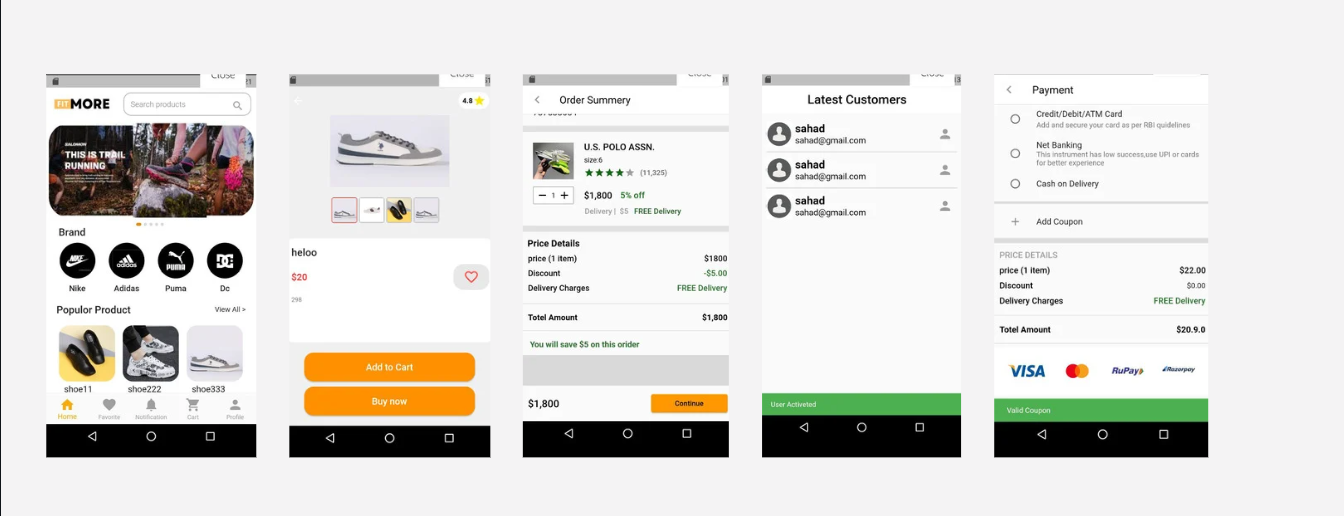 Close
FITMORE
Search products
SALOMON
THIS IS TRAIL
RUNNING
Brand
Nike
Adidas
Puma
Dc
Populor Product
View All >
shoe11
shoe222
shoe333
Home
Favorite
Notification
Cart
Profile
Close
4.8
heloo
$20
298
Add to Cart
Buy now
Close
Order Summery
U.S. POLO ASSN.
size:6
(11,325)
1
$1,800 5% off
Delivery | $5 FREE Delivery
Price Details
price (1 item) $1800
Discount -$5.00
Delivery Charges FREE Delivery
Total Amount $1,800
You will save $5 on this orider
$1,800
Continue
Close
Latest Customers
sahad
sahad@gmail.com
sahad
sahad@gmail.com
sahad
sahad@gmail.com
User Activeted
Payment
Credit/Debit/ATM Card
Add and secure your card as per RBI quidelines
Net Banking
This instrument has low success,use UPI or cards
for better experience
Cash on Delivery
Add Coupon
PRICE DETAILS
price (1 item) $22.00
Discount $0.00
Delivery Charges FREE Delivery
Total Amount $20.9.0
VISA
RuPay
Razorpay
Valid Coupon